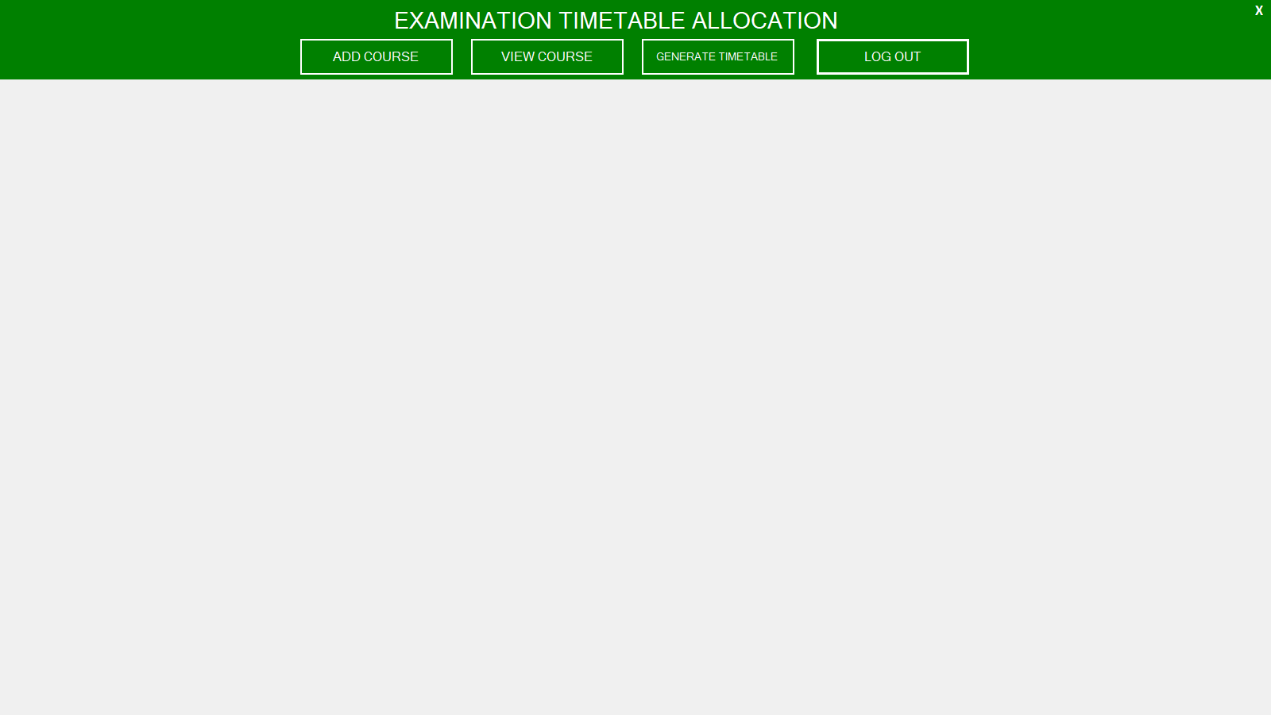 EXAMINATION TIMETABLE ALLOCATION
X
ADD COURSE
VIEW COURSE
GENERATE TIMETABLE
LOG OUT